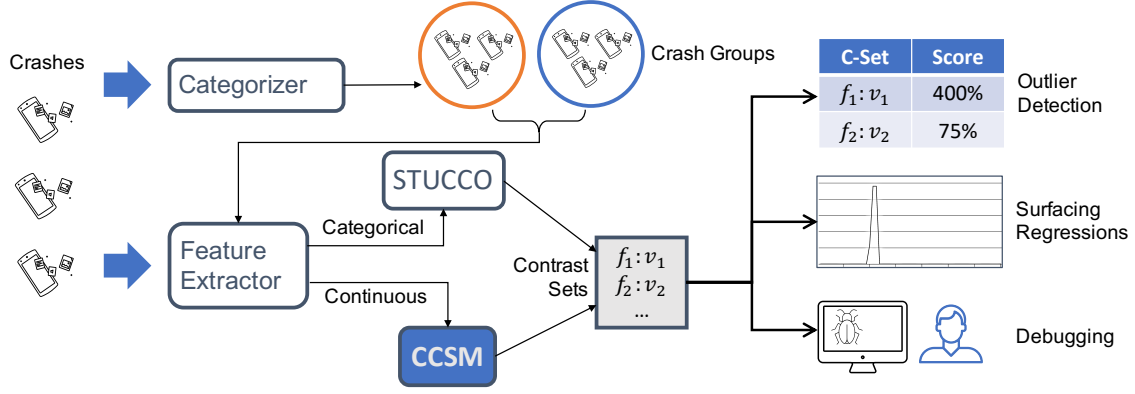 Crashes
Categorizer
Crash Groups
C-Set Score
f₁: v₁ 400%
f₂: v₂ 75%
Outlier
Detection
STUCCO
Categorical
Feature
Extractor
Continuous
CCSM
Contrast
Sets
f₁: v₁
f₂: v₂
...
Surfacing
Regressions
Debugging